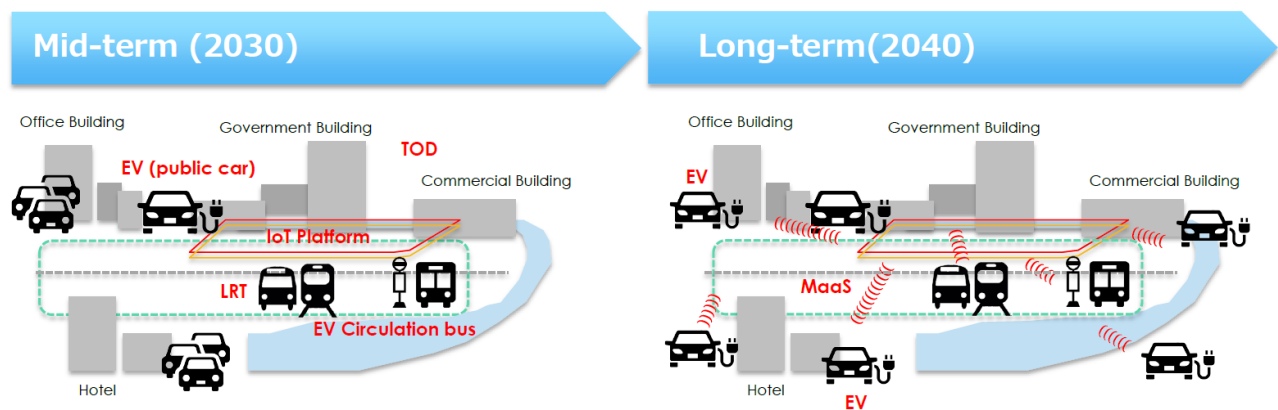 Mid-term (2030)
Long-term(2040)
Office Building
Government Building
TOD
EV (public car)
Commercial Building
IoT Platform
LRT
EV Circulation bus
Hotel
Office Building
Government Building
EV
Commercial Building
MaaS
Hotel
EV